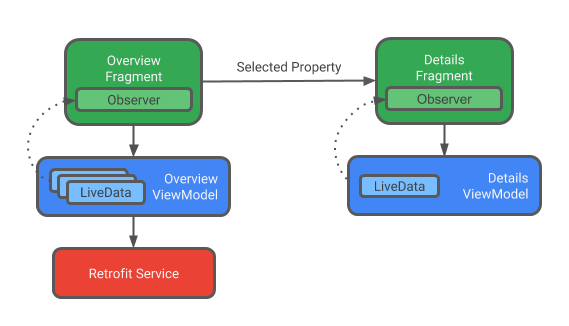 Overview
Fragment
Observer
Selected Property
Details
Fragment
Observer
LiveData
Overview
ViewModel
LiveData
Details
ViewModel
Retrofit Service